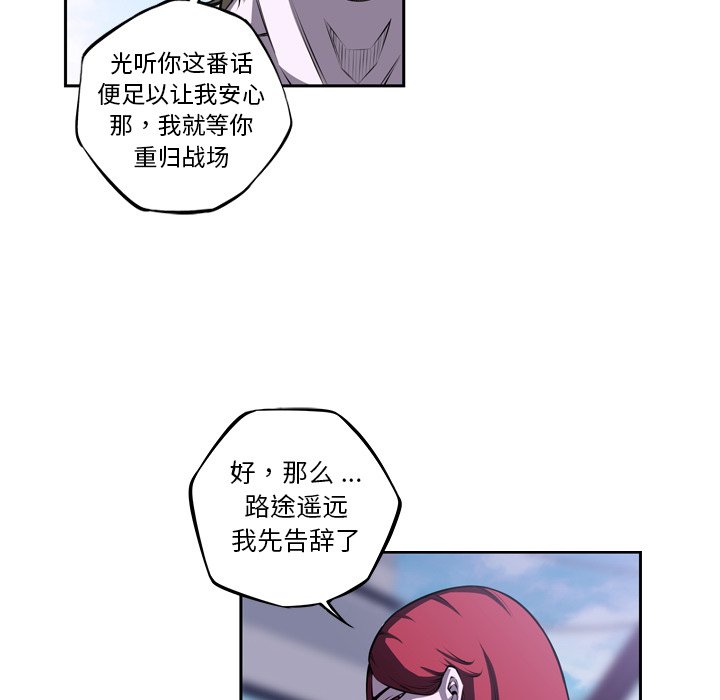 光听你这番话
便足以让我安心
那，我就等你
重归战场
好，那么...
路途遥远
我先告辞了